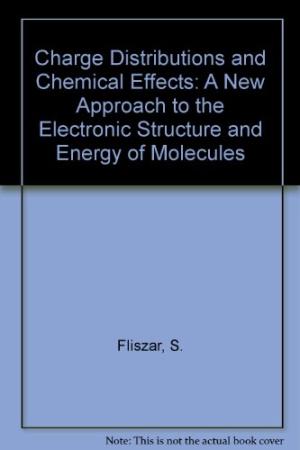 Charge Distributions and
Chemical Effects: A New
Approach to the
Electronic Structure and
Energy of Molecules
Fliszar, S.
Note: This is not the actual book cover